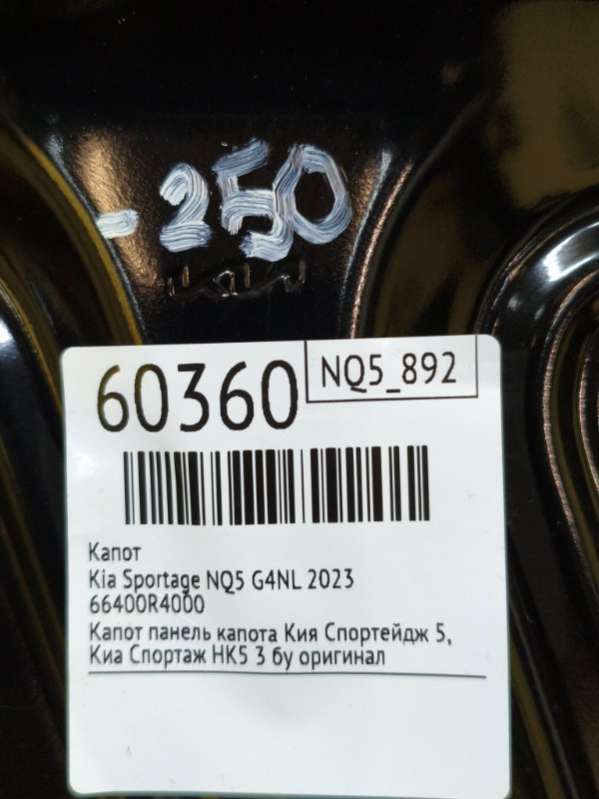 -250
60360
NQ5_892
Капот
Kia Sportage NQ5 G4NL 2023
66400R4000
Капот панель капота Кия Спортейдж 5,
Киа Спортаж НК5 3 бу оригинал